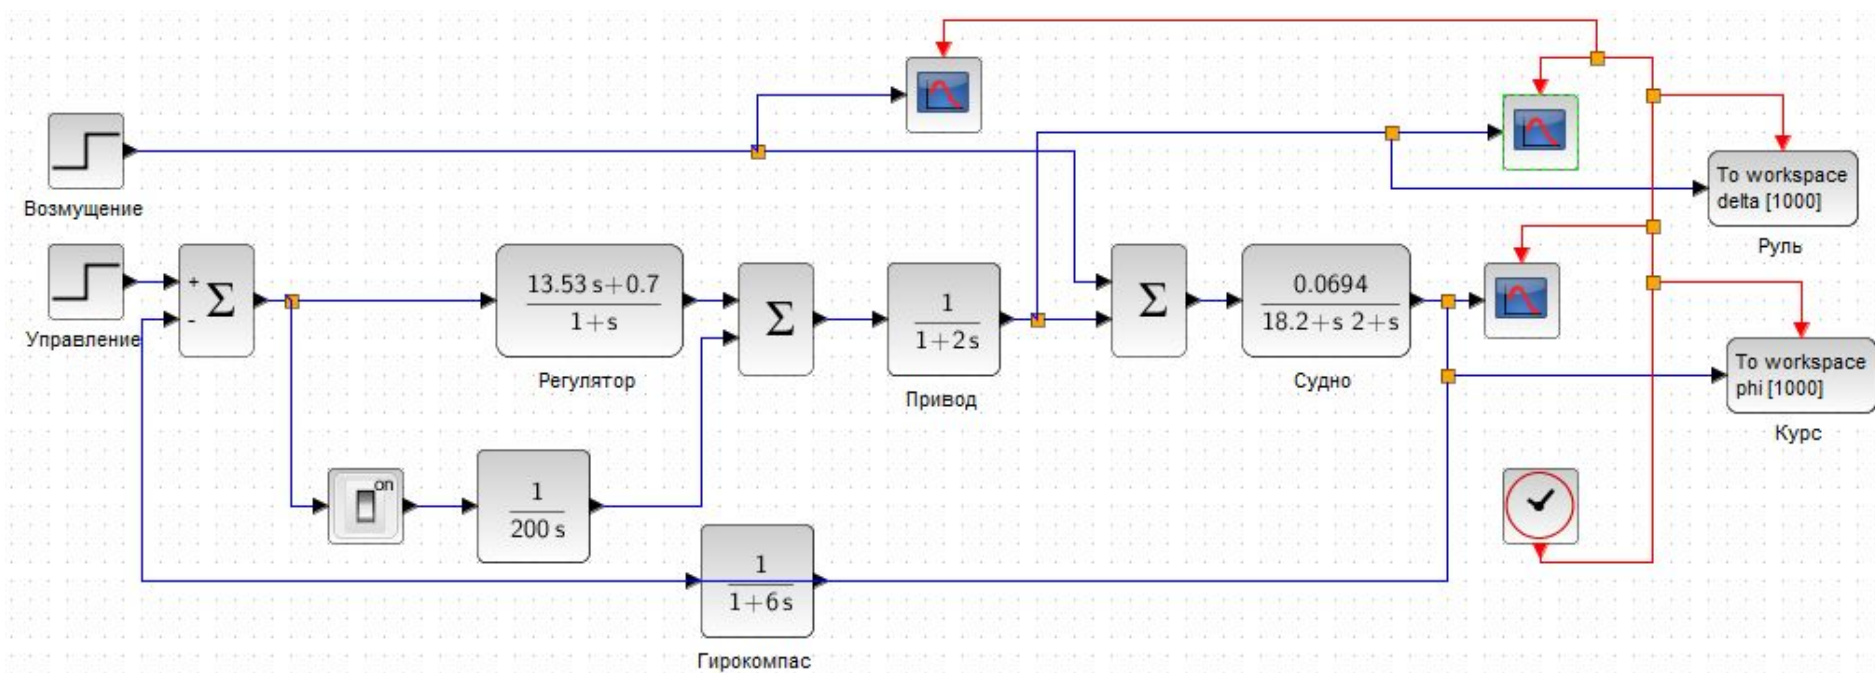 Возмущение
To workspace
delta [1000]
Руль
+
-
Σ
Управление
13.53 s+0.7
1+s
Регулятор
Σ
1
1+2s
Привод
Σ
0.0694
18.2+s 2+s
Судно
To workspace
phi [1000]
Курс
on
1
200 s
1
1+6s
Гирокомпас